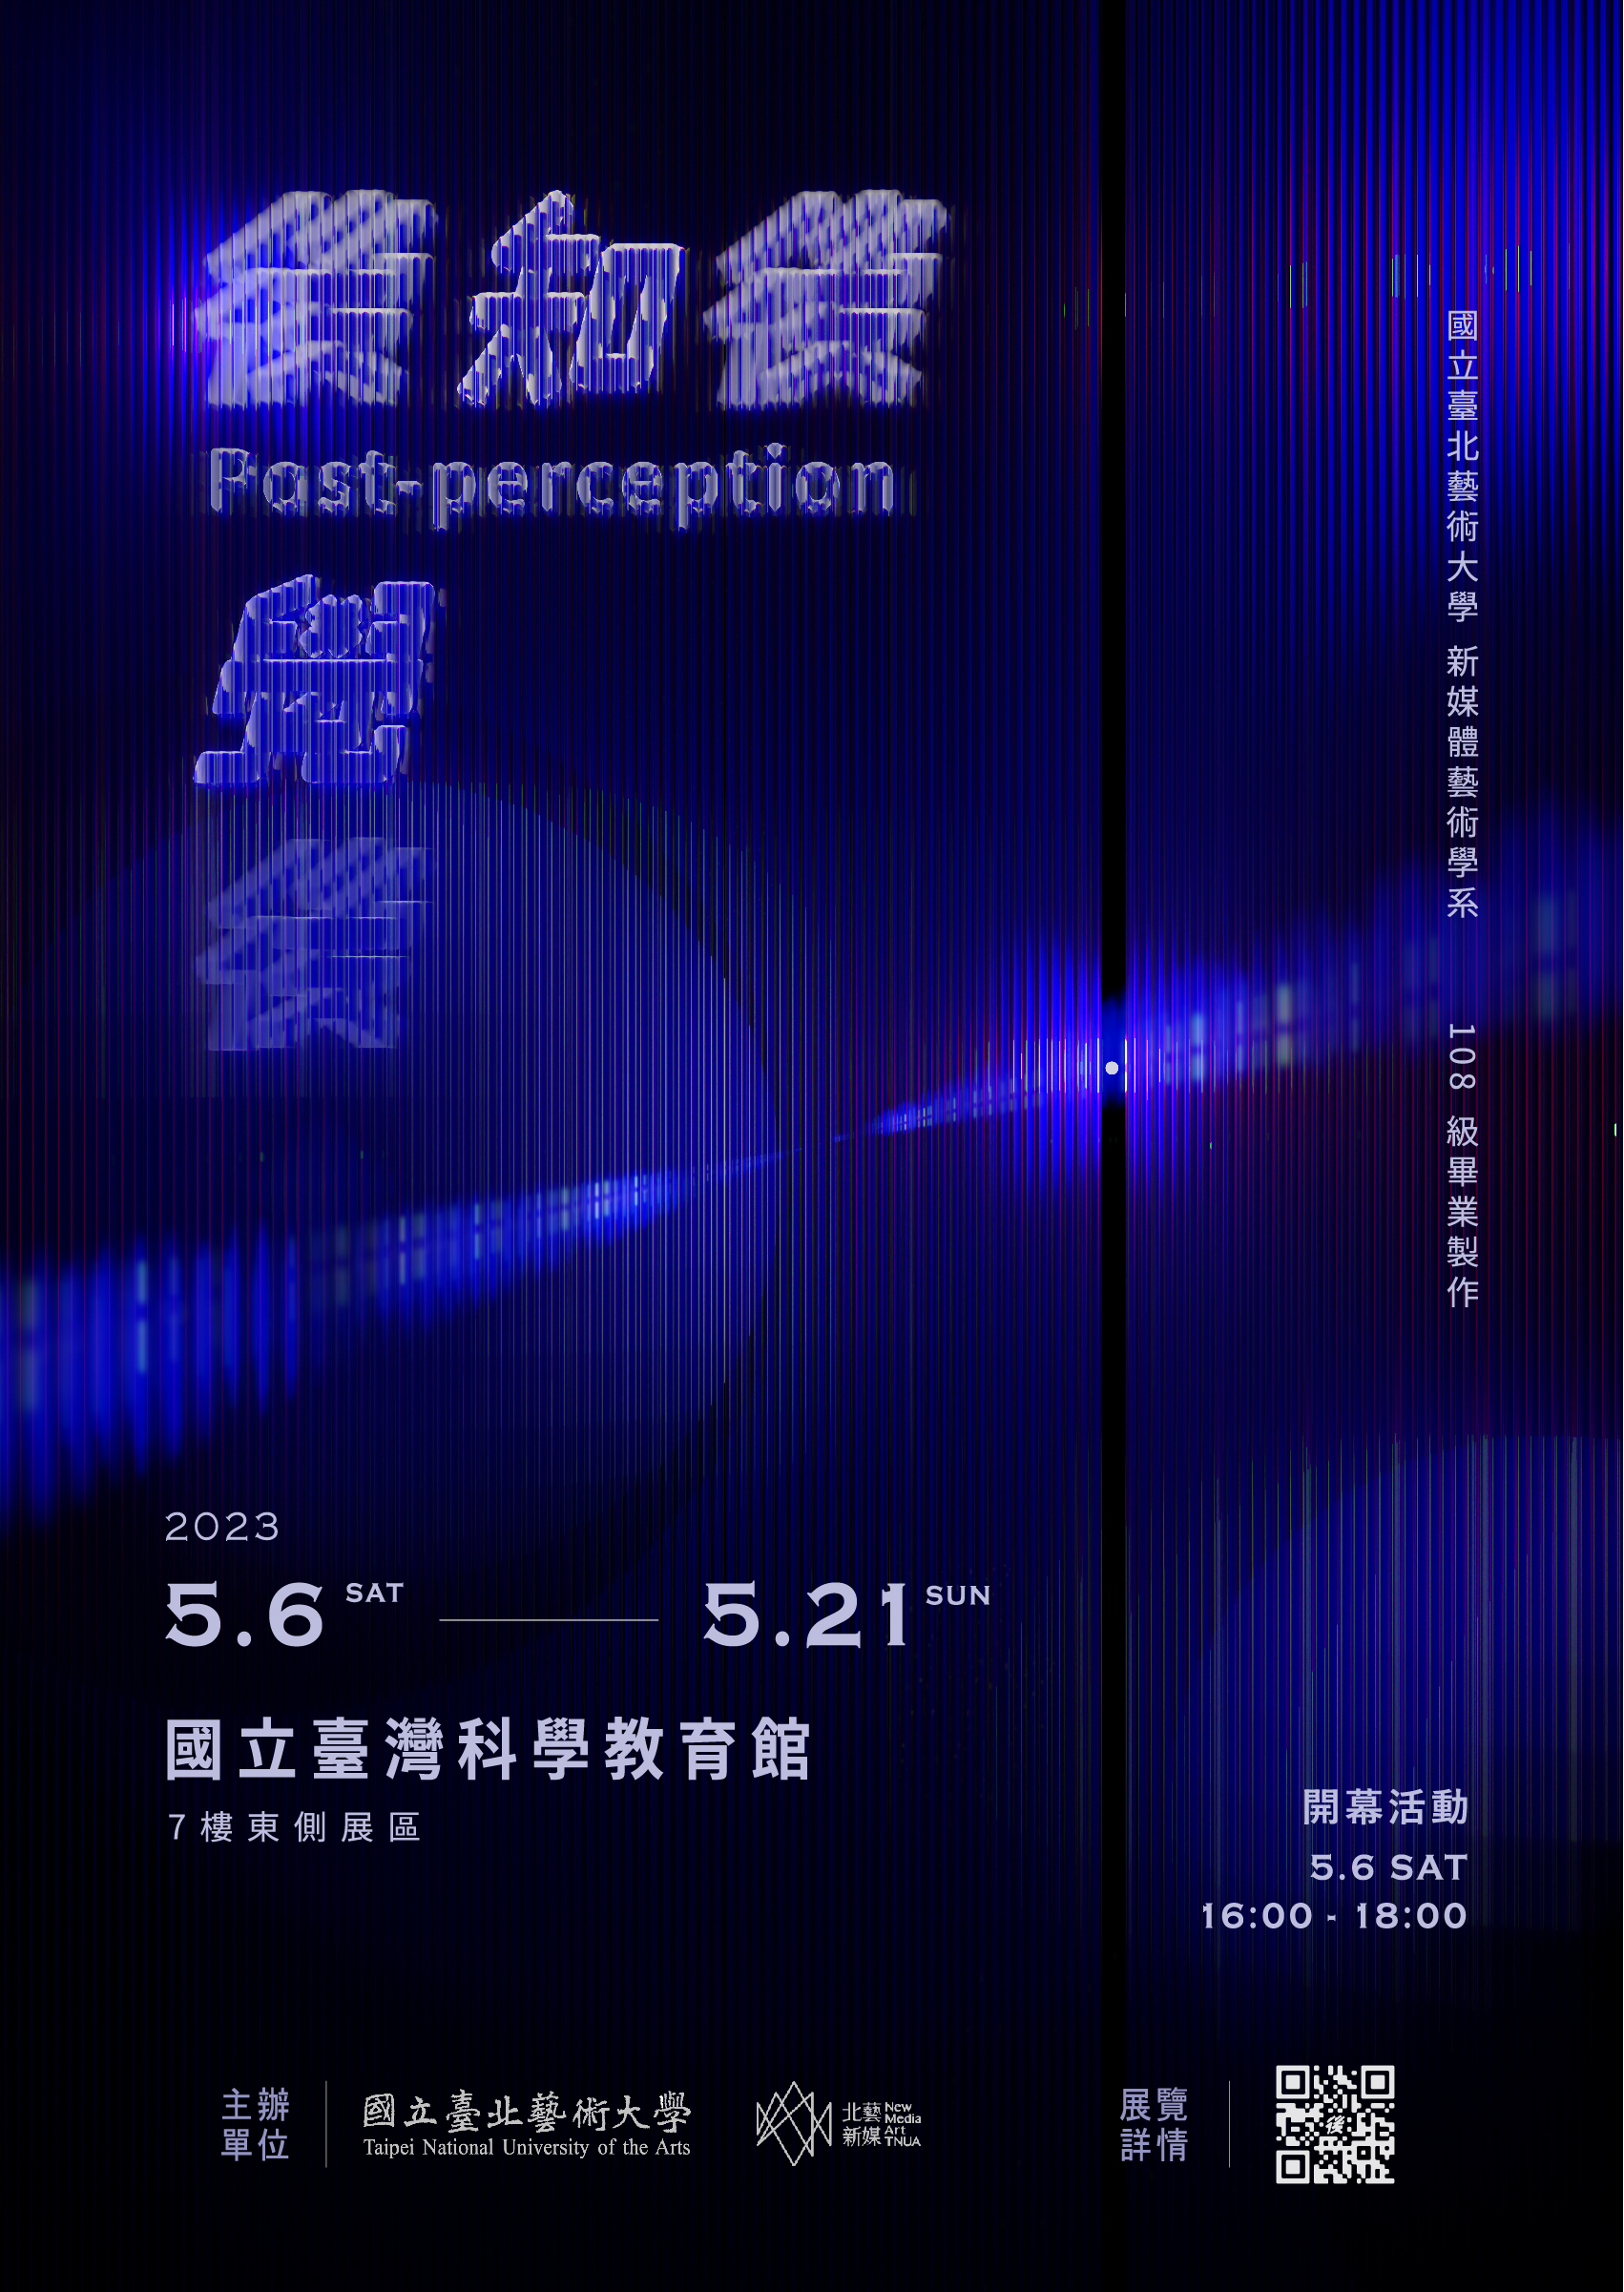 知
Post-perception
覺
國立臺北藝術大學 新媒體藝術學系 108 級畢業製作
2023
5.6 SAT 5.21 SUN
國立臺灣科學教育館
7樓東側展區
開幕活動
5.6 SAT
16:00 - 18:00
主辦
單位
國立臺北藝術大學
Taipei National University of the Arts
北藝
新媒
New
Media
Art
TNUA
展覽
詳情
後